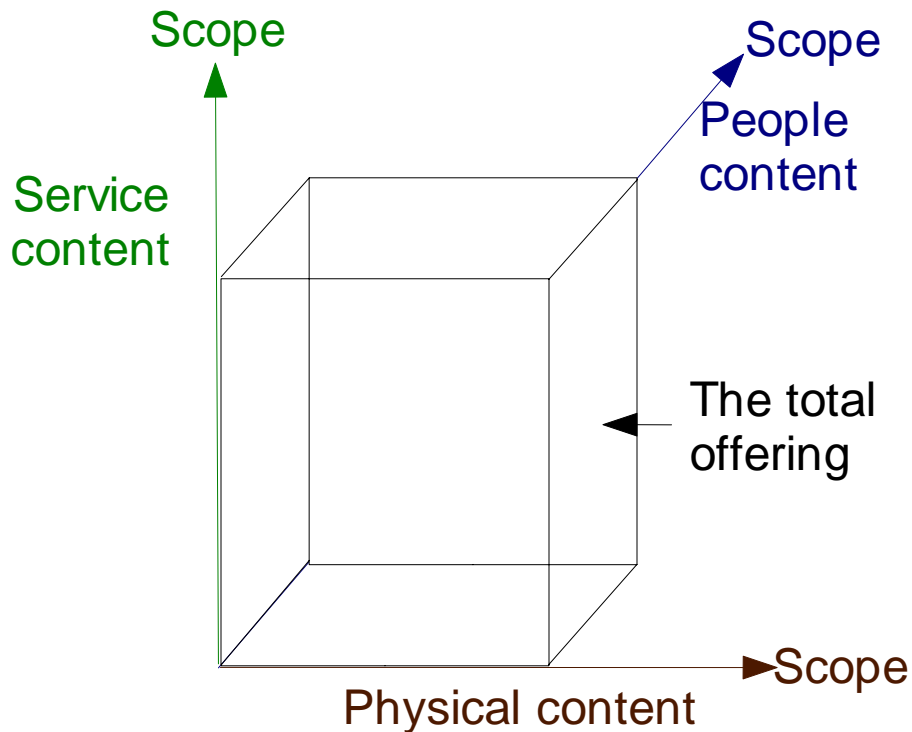 Scope
Scope
People
content
Service
content
The total
offering
Scope
Physical content